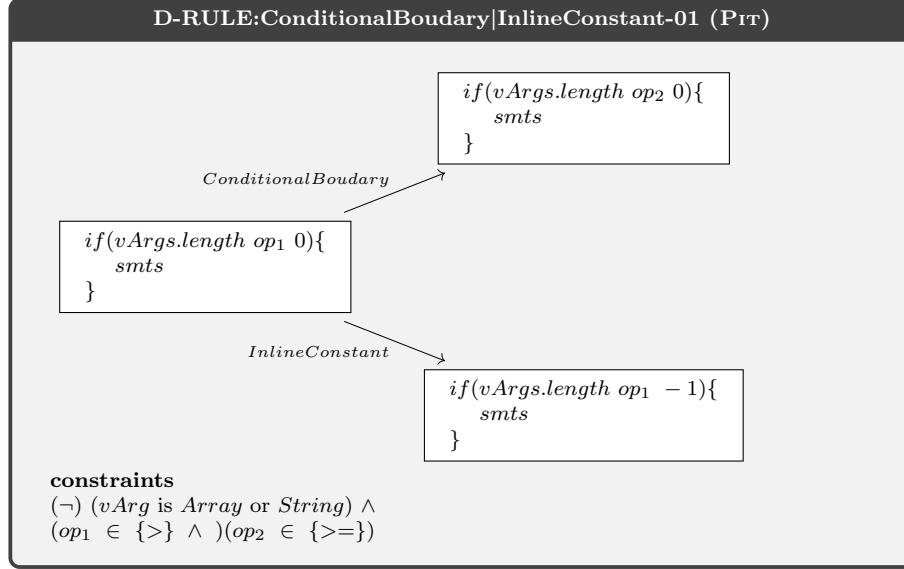 D-RULE:ConditionalBoudary|InlineConstant-01 (PIT)
if(vArgs.length op₂ 0){
smts
}
ConditionalBoudary
if(vArgs.length op₁ 0){
smts
}
InlineConstant
if(vArgs.length op₁ − 1){
smts
}
constraints
(¬) (vArg is Array or String) ∧
(op₁ ∈ {>} ∧ )(op₂ ∈ {>=})